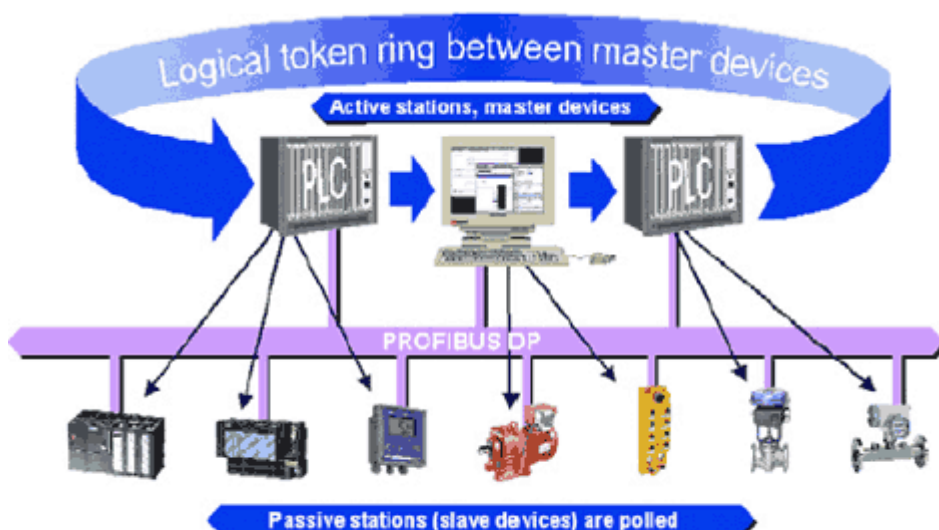 Logical token ring between master devices
Active stations, master devices
PLC
PLC
PROFIBUS DP
Passive stations (slave devices) are polled